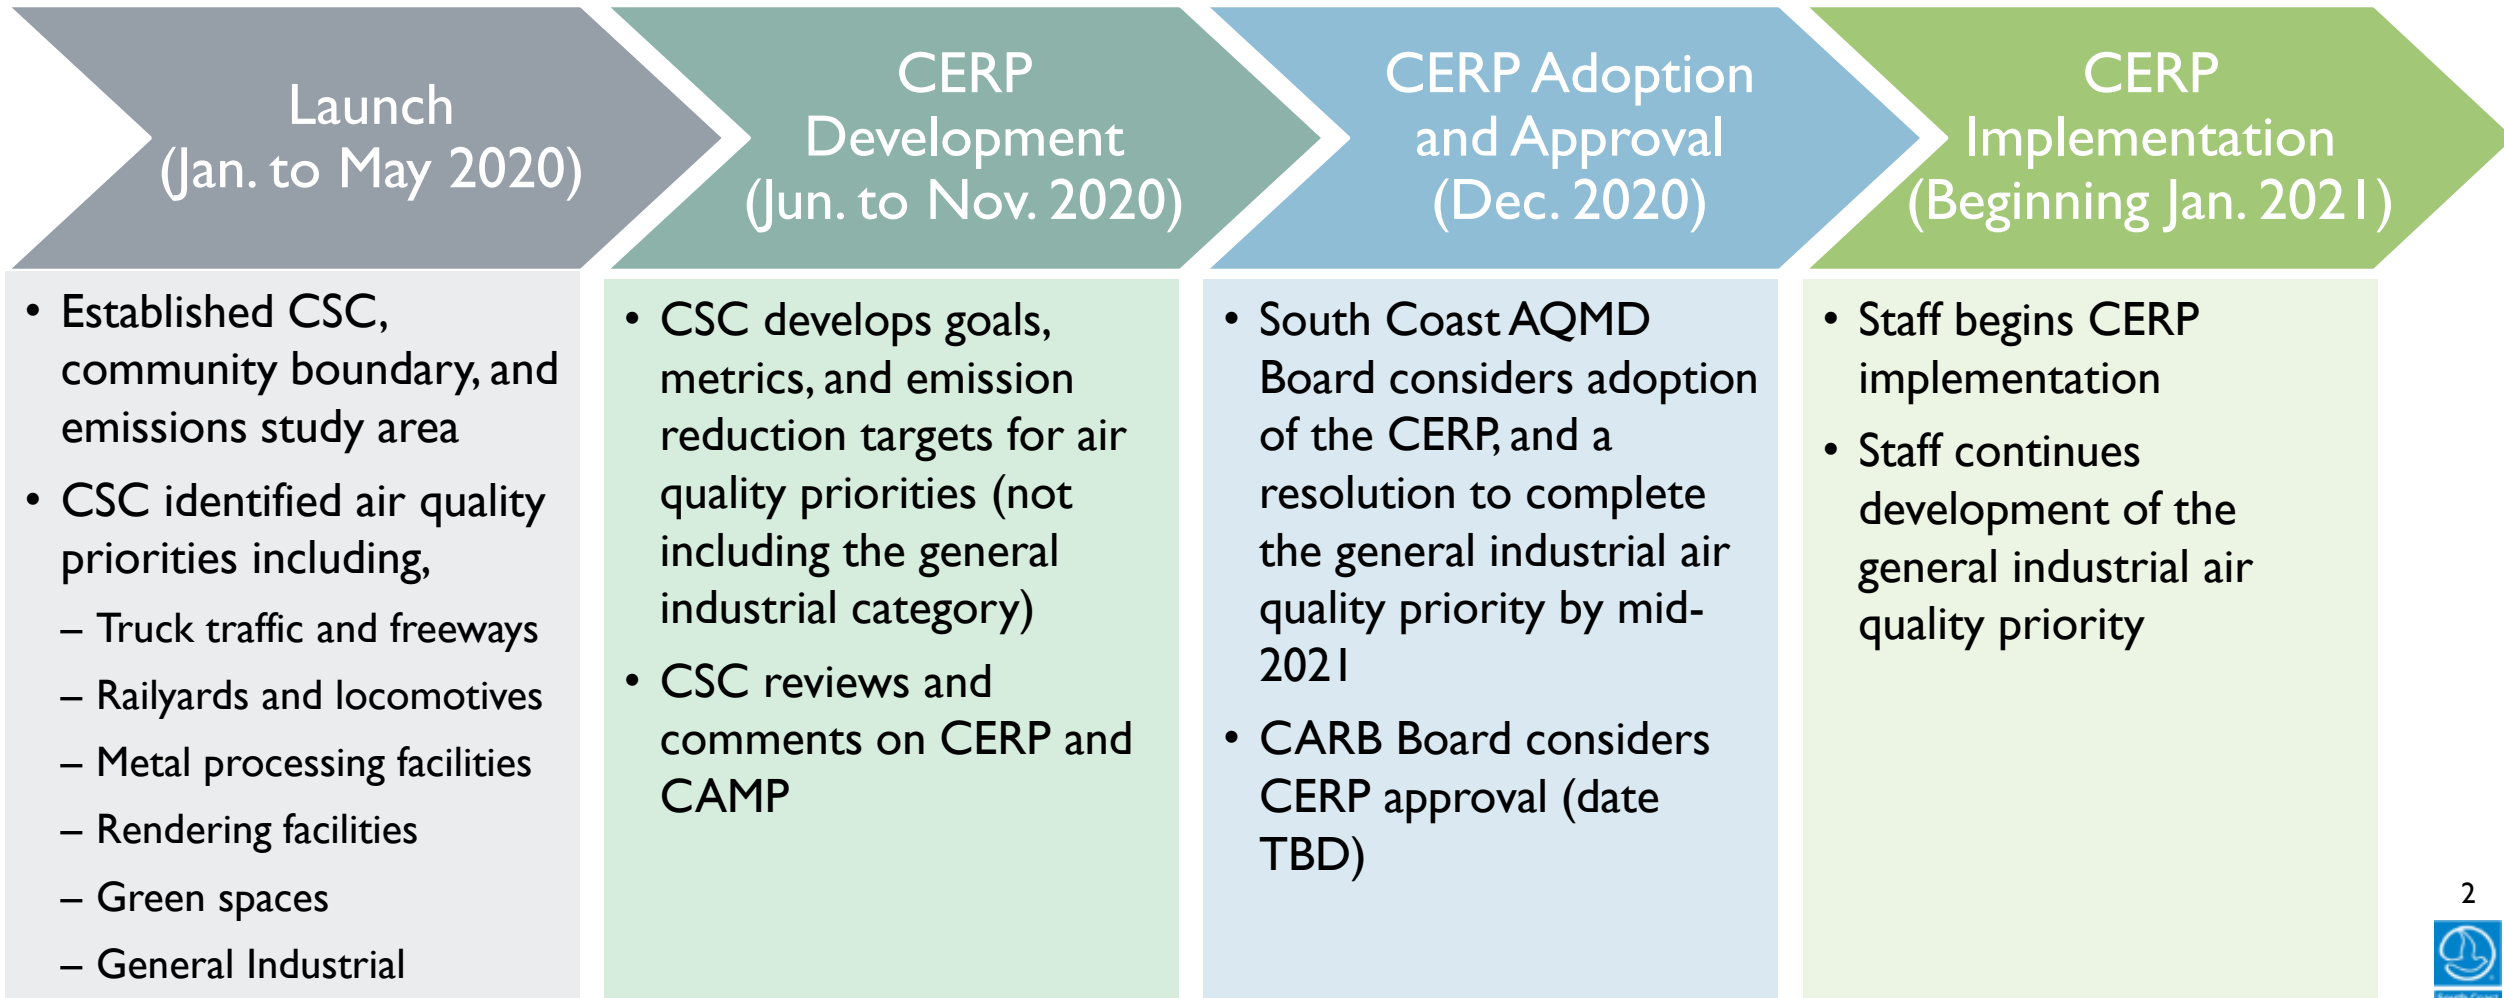 Launch
(Jan. to May 2020)
• Established CSC,
community boundary, and
emissions study area
• CSC identified air quality
priorities including,
– Truck traffic and freeways
– Railyards and locomotives
– Metal processing facilities
– Rendering facilities
– Green spaces
– General Industrial
CERP
Development
(Jun. to Nov. 2020)
• CSC develops goals,
metrics, and emission
reduction targets for air
quality priorities (not
including the general
industrial category)
• CSC reviews and
comments on CERP and
CAMP
CERP Adoption
and Approval
(Dec. 2020)
• South Coast AQMD
Board considers adoption
of the CERP, and a
resolution to complete
the general industrial air
quality priority by mid-
2021
• CARB Board considers
CERP approval (date
TBD)
CERP
Implementation
(Beginning Jan. 2021)
• Staff begins CERP
implementation
• Staff continues
development of the
general industrial air
quality priority
2